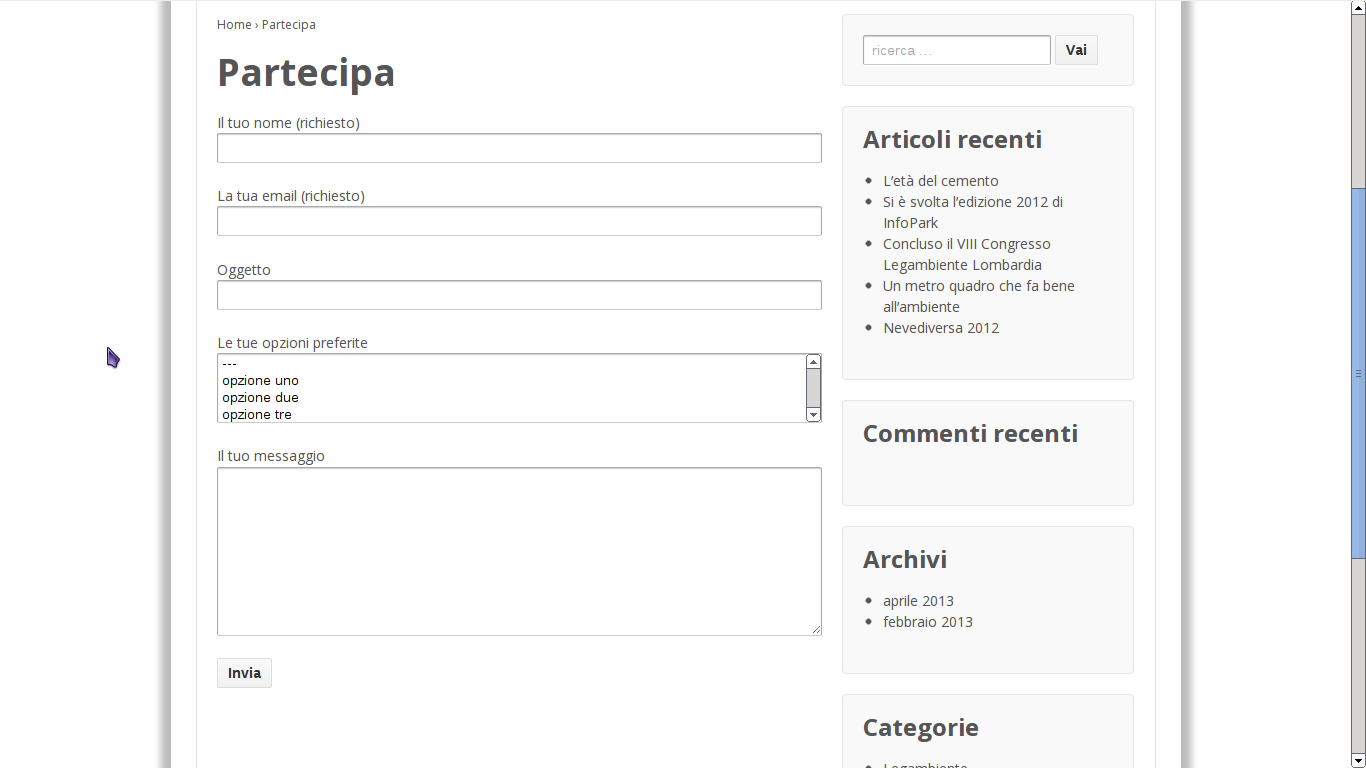 Home › Partecipa
Partecipa
Il tuo nome (richiesto)
La tua email (richiesto)
Oggetto
Le tue opzioni preferite
---
opzione uno
opzione due
opzione tre
Il tuo messaggio
Invia
ricerca ...
Vai
Articoli recenti
L’età del cemento
Si è svolta l’edizione 2012 di
InfoPark
Concluso il VIII Congresso
Legambiente Lombardia
Un metro quadro che fa bene
all’ambiente
Nevediversa 2012
Commenti recenti
Archivi
aprile 2013
febbraio 2013
Categorie
Legambiente